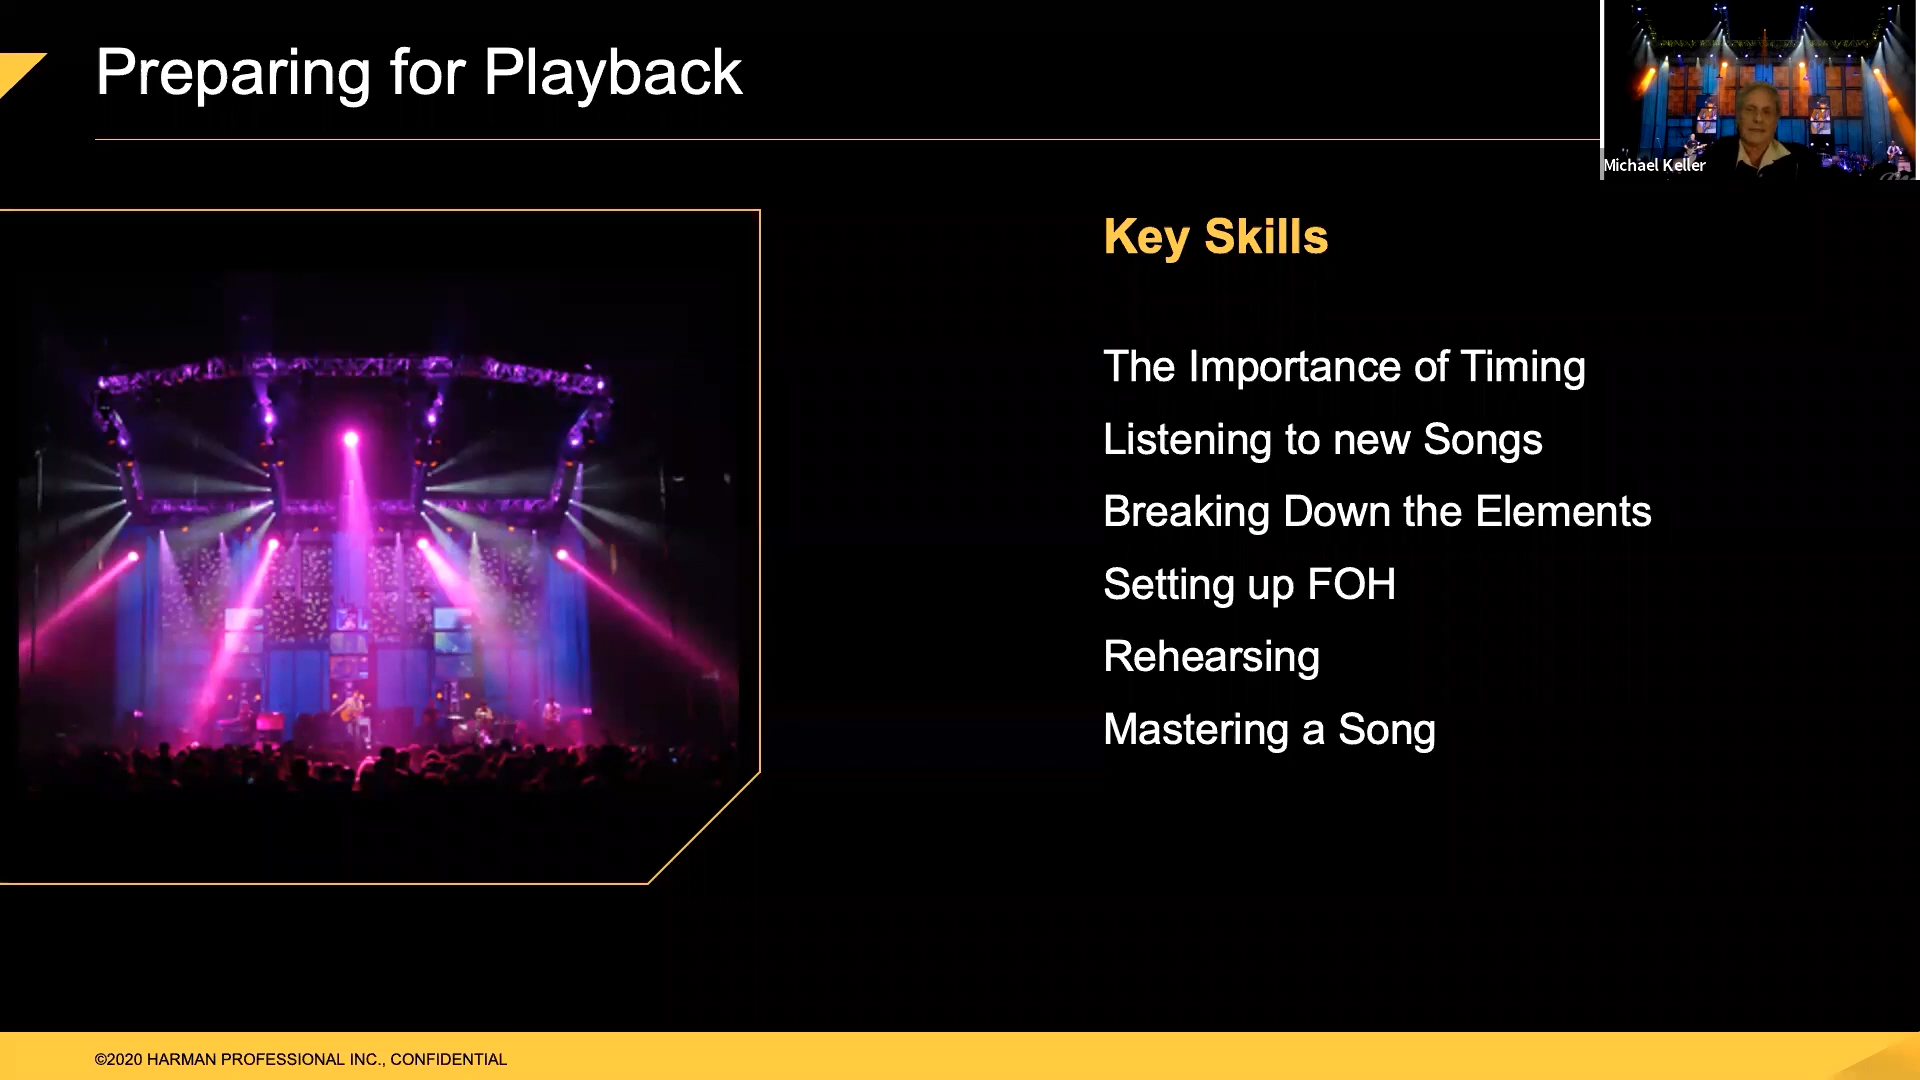 Preparing for Playback
Michael Keller
Key Skills
The Importance of Timing
Listening to new Songs
Breaking Down the Elements
Setting up FOH
Rehearsing
Mastering a Song
©2020 HARMAN PROFESSIONAL INC., CONFIDENTIAL